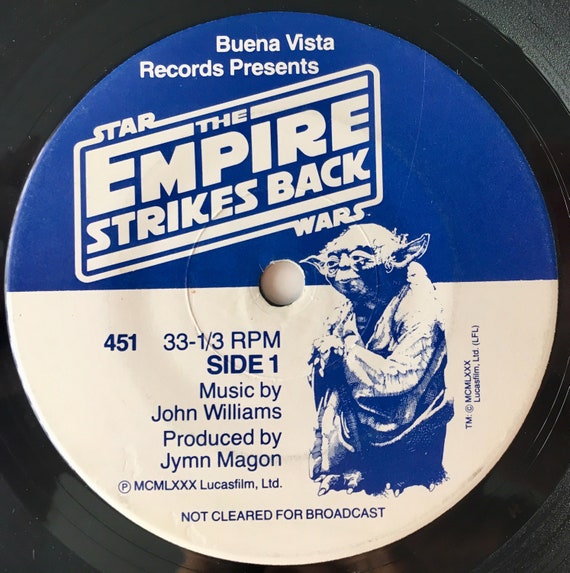 Buena Vista
Records Presents
STAR THE
EMPIRE
STRIKES BACK
WARS™
451 33-1/3 RPM
SIDE 1
Music by
John Williams
Produced by
Jymn Magon
Ⓟ MCMLXXX Lucasfilm, Ltd.
TM: © MCMLXXX
Lucasfilm, Ltd. (LFL)
NOT CLEARED FOR BROADCAST